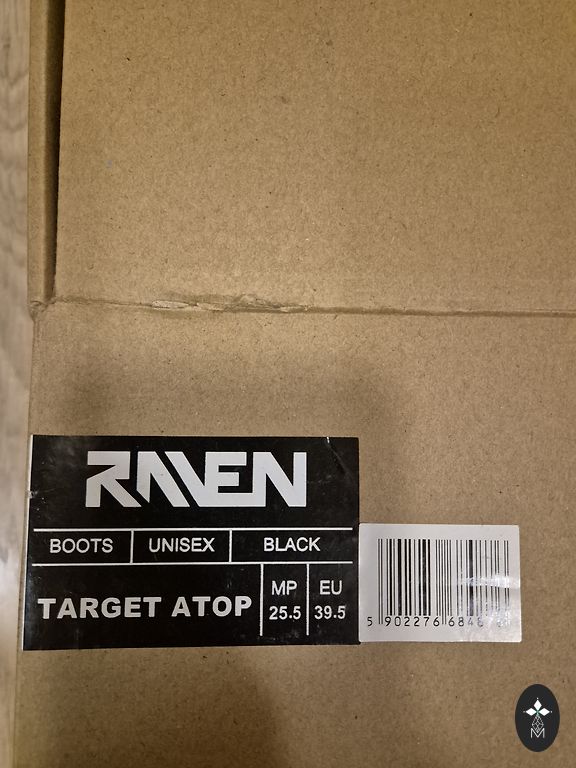 RAVEN
BOOTS UNISEX BLACK
TARGET ATOP
MP EU
25.5 39.5
M